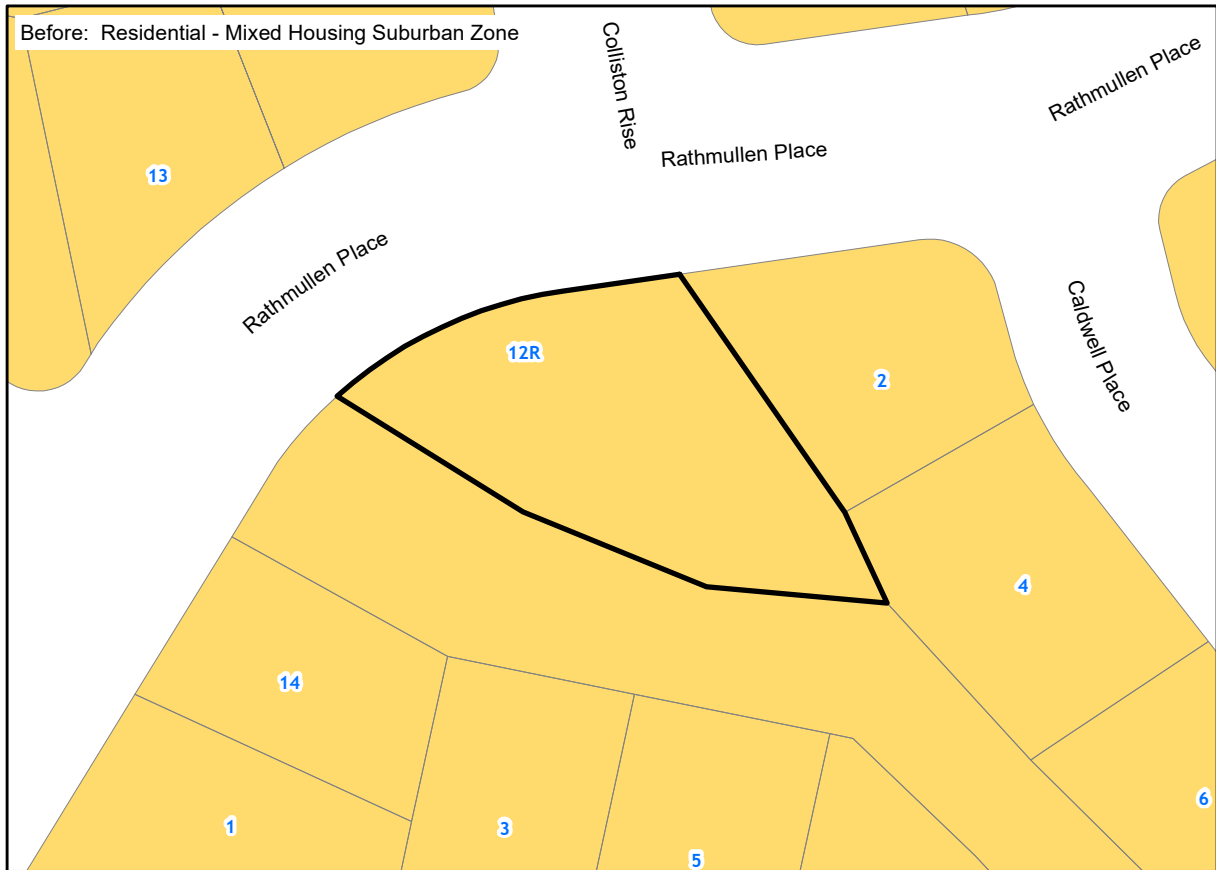 Before: Residential - Mixed Housing Suburban Zone
Colliston Rise
Rathmullen Place
Rathmullen Place
13
Rathmullen Place
12R
2
Caldwell Place
4
14
6
1
3
5